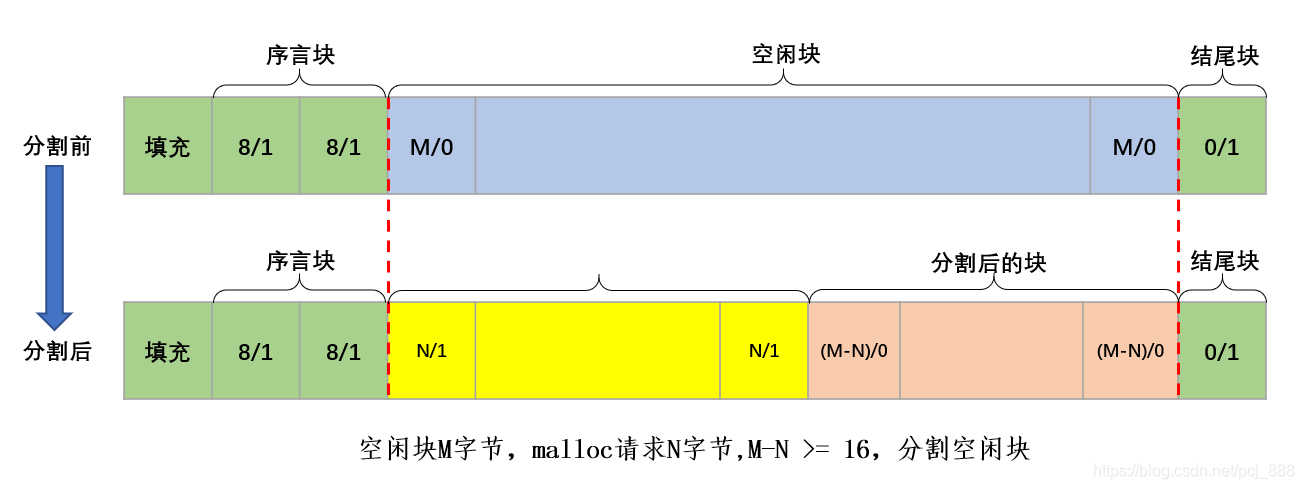 序言块 空闲块 结尾块
分割前 填充 8/1 8/1 M/0 M/0 0/1
序言块 分割后的块 结尾块
分割后 填充 8/1 8/1 N/1 N/1 (M-N)/0 (M-N)/0 0/1
空闲块M字节，malloc请求N字节,M-N >= 16，分割空闲块
https://blog.csdn.net/pcj_888